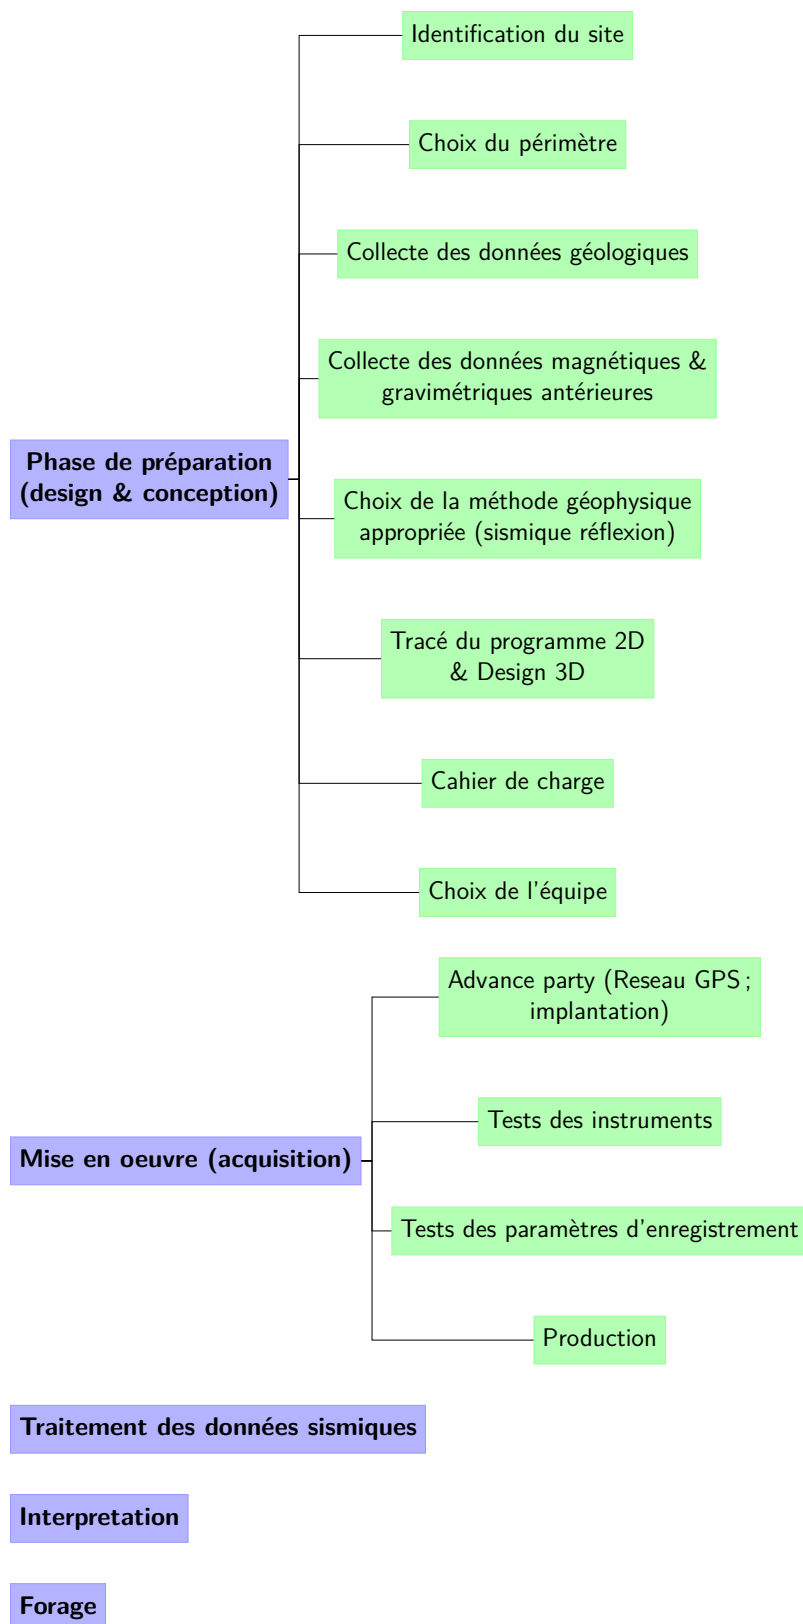 Identification du site
Choix du périmètre
Collecte des données géologiques
Collecte des données magnétiques &
gravimétriques antérieures
Phase de préparation
(design & conception)
Choix de la méthode géophysique
appropriée (sismique réflexion)
Tracé du programme 2D
& Design 3D
Cahier de charge
Choix de l'équipe
Advance party (Reseau GPS ;
implantation)
Tests des instruments
Mise en oeuvre (acquisition)
Tests des paramètres d'enregistrement
Production
Traitement des données sismiques
Interpretation
Forage